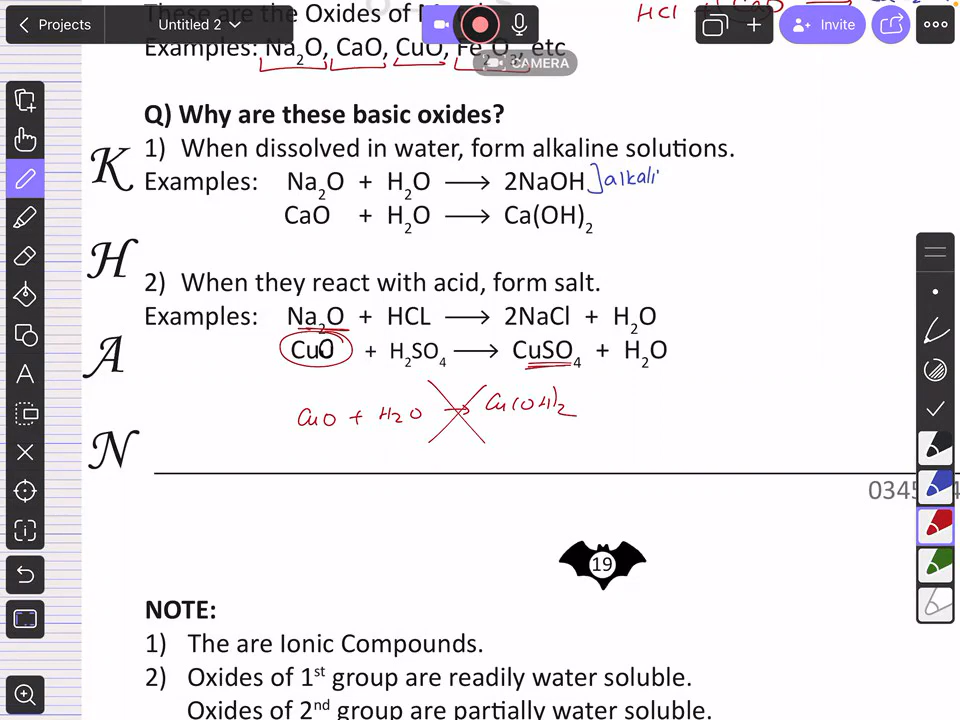 Projects
Untitled 2
Invite
CAMERA
These are the Oxides of
HCl + CaO
Examples: Na₂O, CaO, CuO, Fe₂O₃, etc
Q) Why are these basic oxides?
1) When dissolved in water, form alkaline solutions.
Examples: Na₂O + H₂O ⟶ 2NaOH ] alkali
CaO + H₂O ⟶ Ca(OH)₂
2) When they react with acid, form salt.
Examples: Na₂O + HCL ⟶ 2NaCl + H₂O
CuO + H₂SO₄ ⟶ CuSO₄ + H₂O
CuO + H₂O → Cu(OH)₂
K
H
A
N
0345
19
NOTE:
1) The are Ionic Compounds.
2) Oxides of 1ˢᵗ group are readily water soluble.
Oxides of 2ⁿᵈ group are partially water soluble.